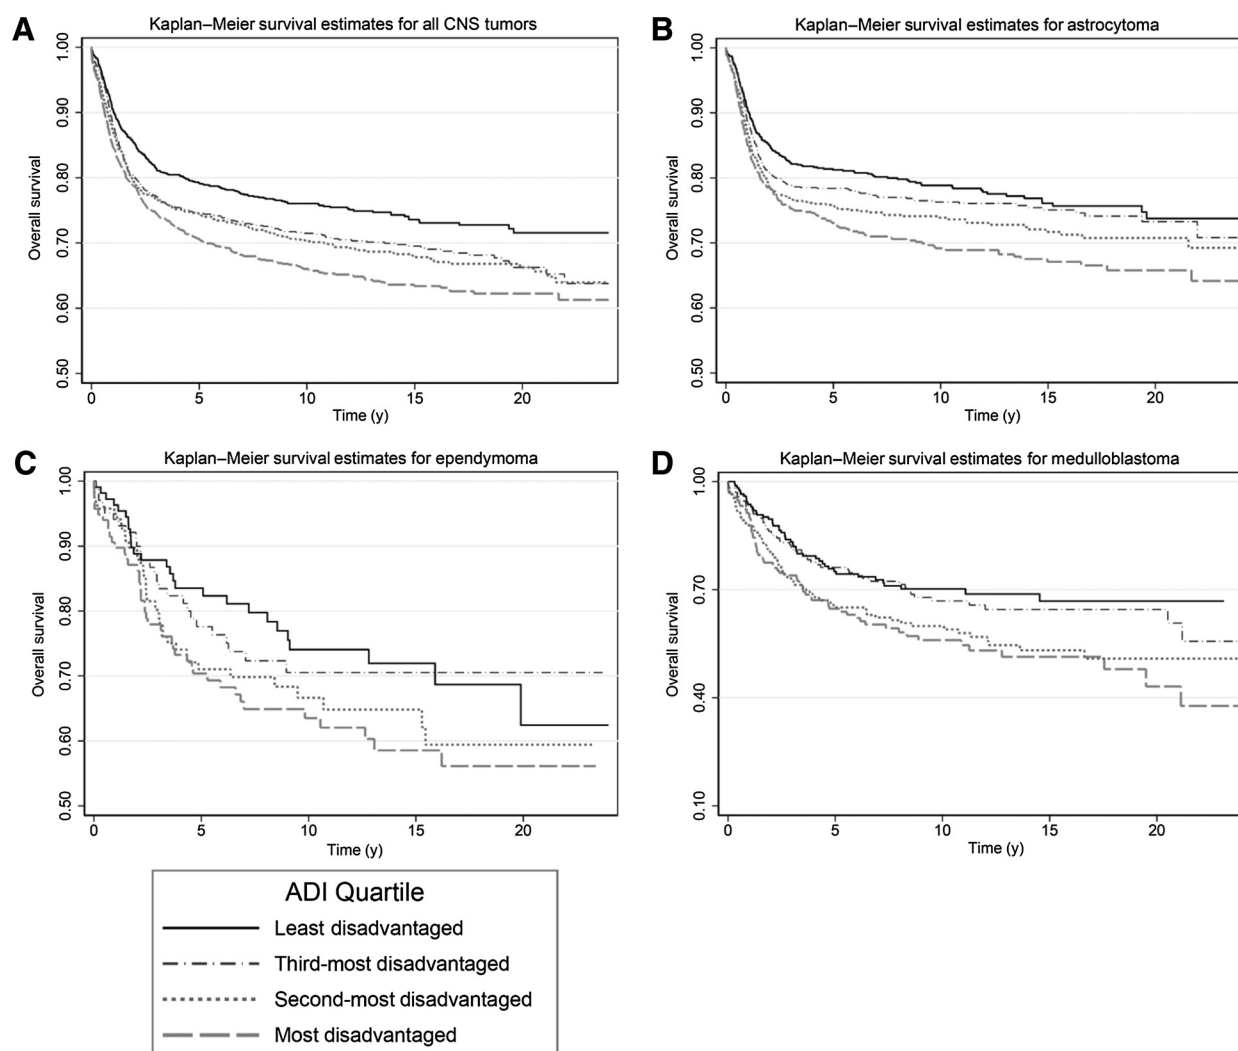 A
Kaplan–Meier survival estimates for all CNS tumors
Overall survival
1.00
0.90
0.80
0.70
0.60
0.50
0 5 10 15 20
Time (y)
B
Kaplan–Meier survival estimates for astrocytoma
Overall survival
1.00
0.90
0.80
0.70
0.60
0.50
0 5 10 15 20
Time (y)
C
Kaplan–Meier survival estimates for ependymoma
Overall survival
1.00
0.90
0.80
0.70
0.60
0.50
0 5 10 15 20
Time (y)
D
Kaplan–Meier survival estimates for medulloblastoma
Overall survival
1.00
0.70
0.40
0.10
0 5 10 15 20
Time (y)
ADI Quartile
Least disadvantaged
Third-most disadvantaged
Second-most disadvantaged
Most disadvantaged